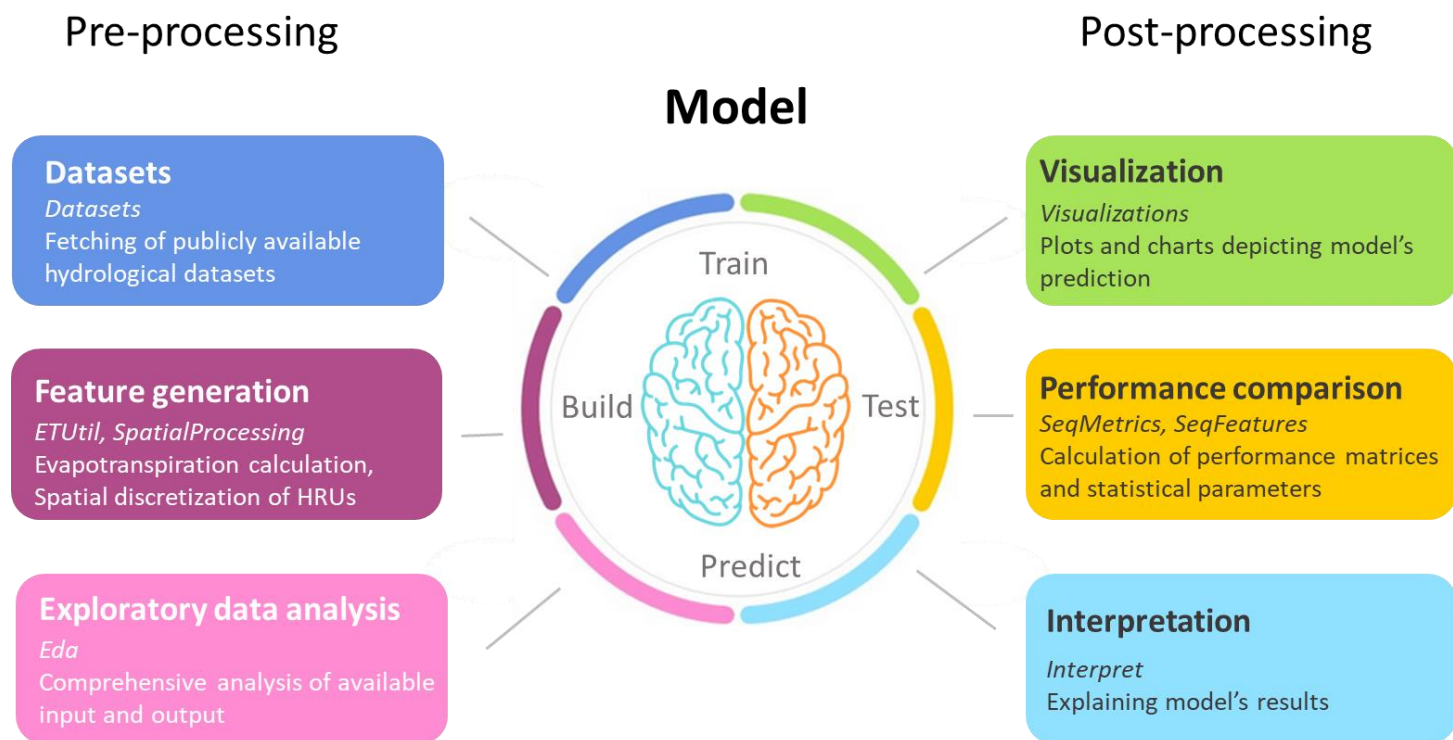 Pre-processing
Post-processing
Model
Datasets
Datasets
Fetching of publicly available
hydrological datasets
Feature generation
ETUtil, SpatialProcessing
Evapotranspiration calculation,
Spatial discretization of HRUs
Exploratory data analysis
Eda
Comprehensive analysis of available
input and output
Train
Build
Test
Predict
Visualization
Visualizations
Plots and charts depicting model’s
prediction
Performance comparison
SeqMetrics, SeqFeatures
Calculation of performance matrices
and statistical parameters
Interpretation
Interpret
Explaining model’s results